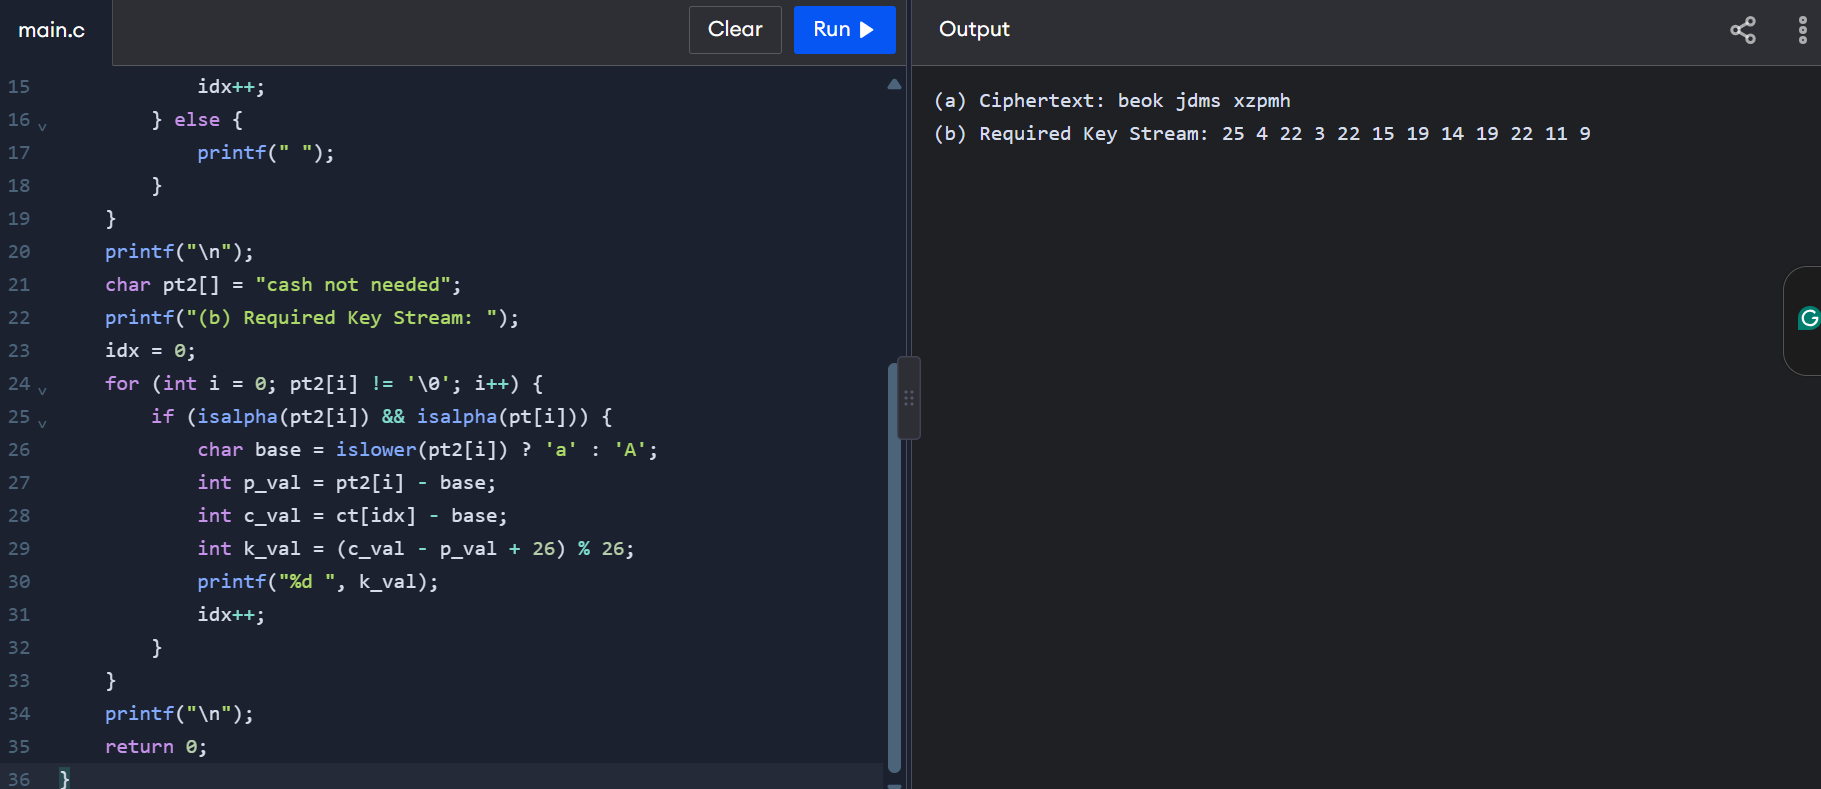 main.c
Clear
Run
Output
15 idx++;
16 } else {
17 printf(" ");
18 }
19 }
20 printf("\n");
21 char pt2[] = "cash not needed";
22 printf("(b) Required Key Stream: ");
23 idx = 0;
24 for (int i = 0; pt2[i] != '\0'; i++) {
25 if (isalpha(pt2[i]) && isalpha(pt[i])) {
26 char base = islower(pt2[i]) ? 'a' : 'A';
27 int p_val = pt2[i] - base;
28 int c_val = ct[idx] - base;
29 int k_val = (c_val - p_val + 26) % 26;
30 printf("%d ", k_val);
31 idx++;
32 }
33 }
34 printf("\n");
35 return 0;
36 }
(a) Ciphertext: beok jdms xzpmh
(b) Required Key Stream: 25 4 22 3 22 15 19 14 19 22 11 9
G